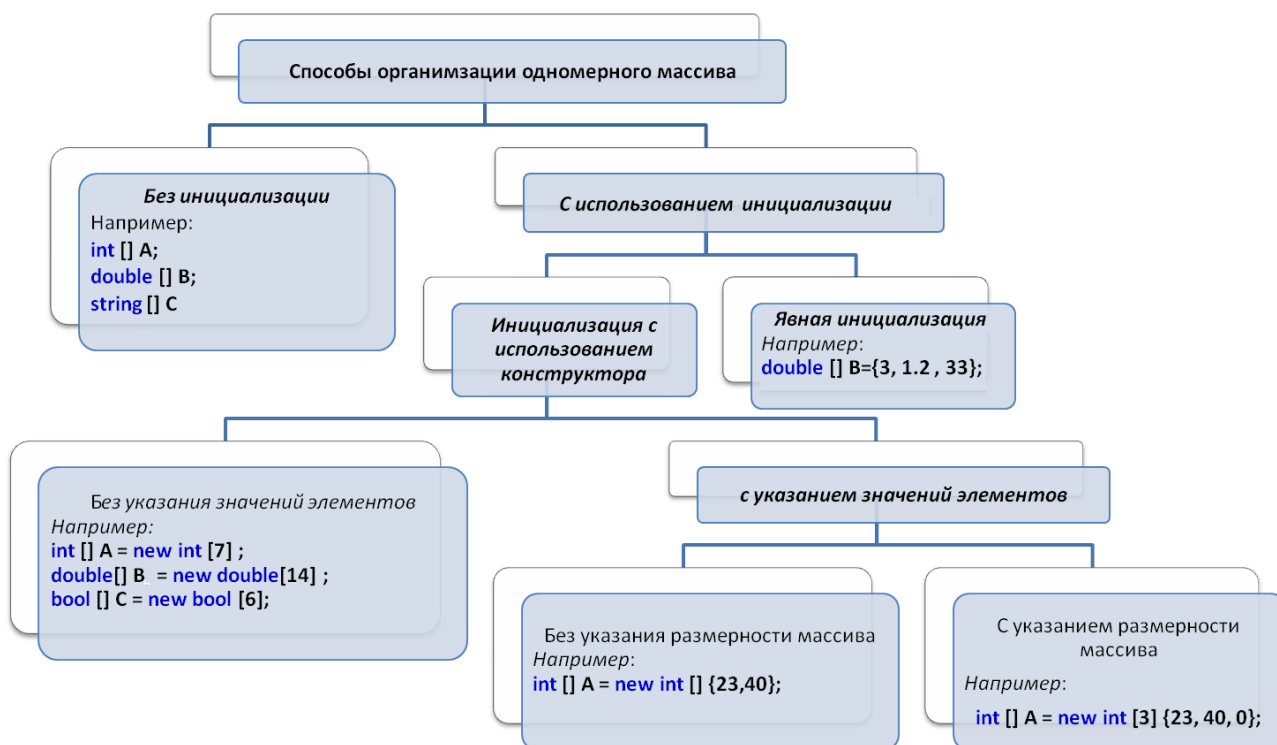 Способы органимзации одномерного массива
Без инициализации
Например:
int [] A;
double [] B;
string [] C
С использованием инициализации
Инициализация с
использованием
конструктора
Явная инициализация
Например:
double [] B={3, 1.2 , 33};
Без указания значений элементов
Например:
int [] A = new int [7] ;
double[] B = new double[14] ;
bool [] C = new bool [6];
с указанием значений элементов
Без указания размерности массива
Например:
int [] A = new int [] {23,40};
С указанием размерности
массива
Например:
int [] A = new int [3] {23, 40, 0};